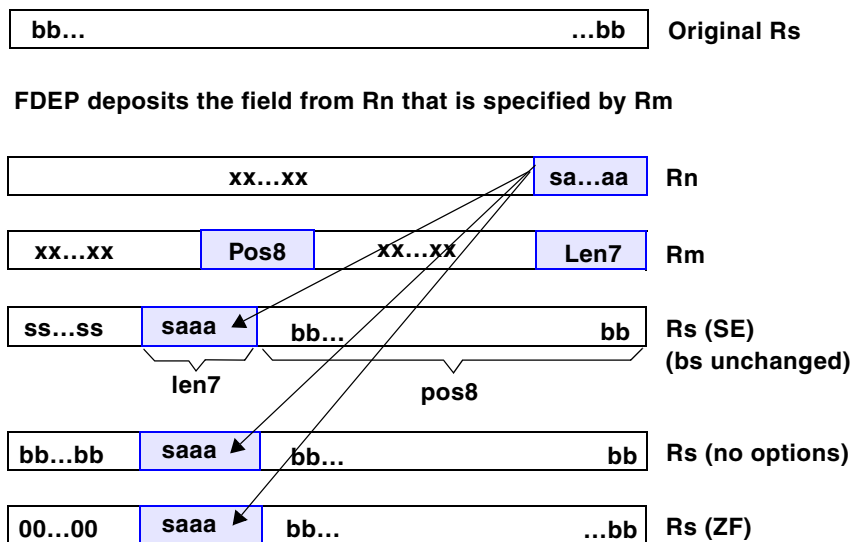 bb... ...bb Original Rs
FDEP deposits the field from Rn that is specified by Rm
xx...xx sa...aa Rn
xx...xx Pos8 xx...xx Len7 Rm
ss...ss saaa bb... bb Rs (SE)
(bs unchanged)
len7 pos8
bb...bb saaa bb... bb Rs (no options)
00...00 saaa bb... ...bb Rs (ZF)